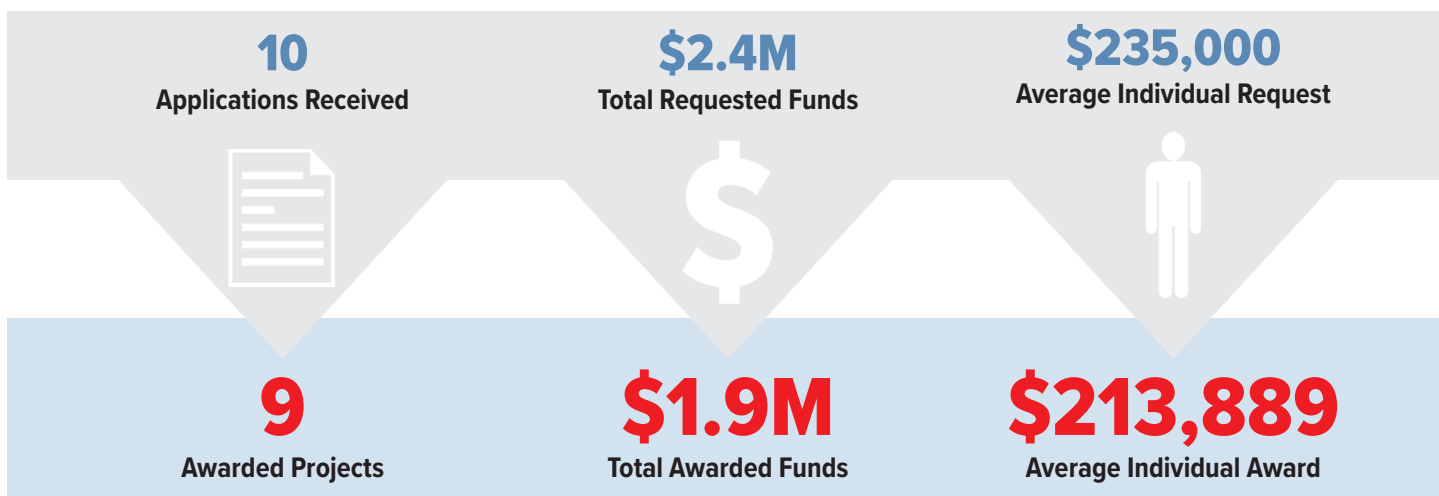 10
Applications Received
$2.4M
Total Requested Funds
$235,000
Average Individual Request
$
9
Awarded Projects
$1.9M
Total Awarded Funds
$213,889
Average Individual Award